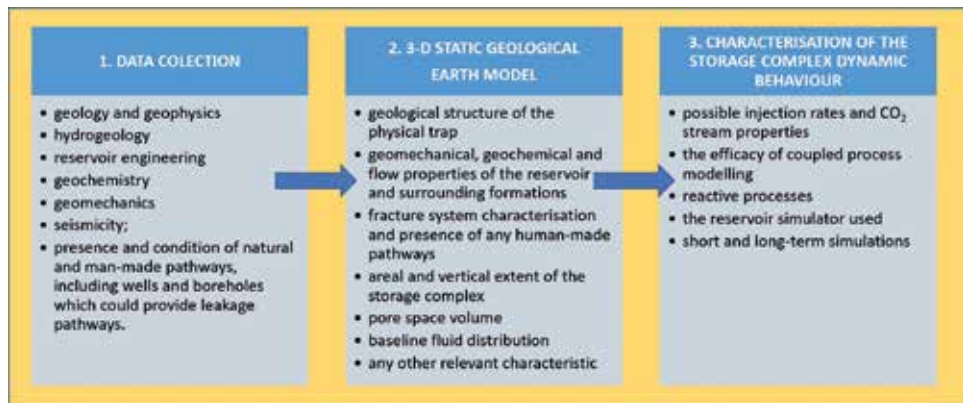 1. DATA COLECTION
• geology and geophysics
• hydrogeology
• reservoir engineering
• geochemistry
• geomechanics
• seismicity;
• presence and condition of natural
and man-made pathways,
including wells and boreholes
which could provide leakage
pathways.
2. 3-D STATIC GEOLOGICAL
EARTH MODEL
• geological structure of the
physical trap
• geomechanical, geochemical and
flow properties of the reservoir
and surrounding formations
• fracture system characterisation
and presence of any human-made
pathways
• areal and vertical extent of the
storage complex
• pore space volume
• baseline fluid distribution
• any other relevant characteristic
3. CHARACTERISATION OF THE
STORAGE COMPLEX DYNAMIC
BEHAVIOUR
• possible injection rates and CO₂
stream properties
• the efficacy of coupled process
modelling
• reactive processes
• the reservoir simulator used
• short and long-term simulations